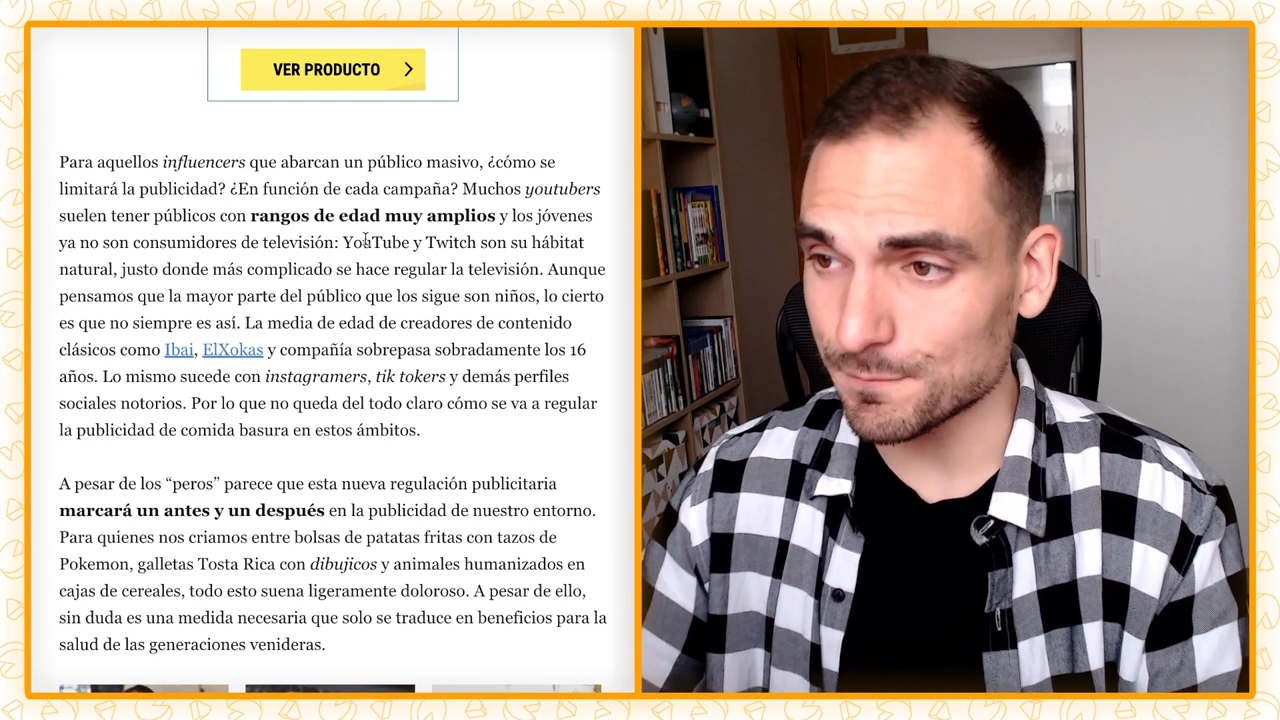 VER PRODUCTO
Para aquellos influencers que abarcan un público masivo, ¿cómo se
limitará la publicidad? ¿En función de cada campaña? Muchos youtubers
suelen tener públicos con rangos de edad muy amplios y los jóvenes
ya no son consumidores de televisión: YouTube y Twitch son su hábitat
natural, justo donde más complicado se hace regular la televisión. Aunque
pensamos que la mayor parte del público que los sigue son niños, lo cierto
es que no siempre es así. La media de edad de creadores de contenido
clásicos como Ibai, ElXokas y compañía sobrepasa sobradamente los 16
años. Lo mismo sucede con instagramers, tik tokers y demás perfiles
sociales notorios. Por lo que no queda del todo claro cómo se va a regular
la publicidad de comida basura en estos ámbitos.
A pesar de los “peros” parece que esta nueva regulación publicitaria
marcará un antes y un después en la publicidad de nuestro entorno.
Para quienes nos criamos entre bolsas de patatas fritas con tazos de
Pokemon, galletas Tosta Rica con dibujicos y animales humanizados en
cajas de cereales, todo esto suena ligeramente doloroso. A pesar de ello,
sin duda es una medida necesaria que solo se traduce en beneficios para la
salud de las generaciones venideras.